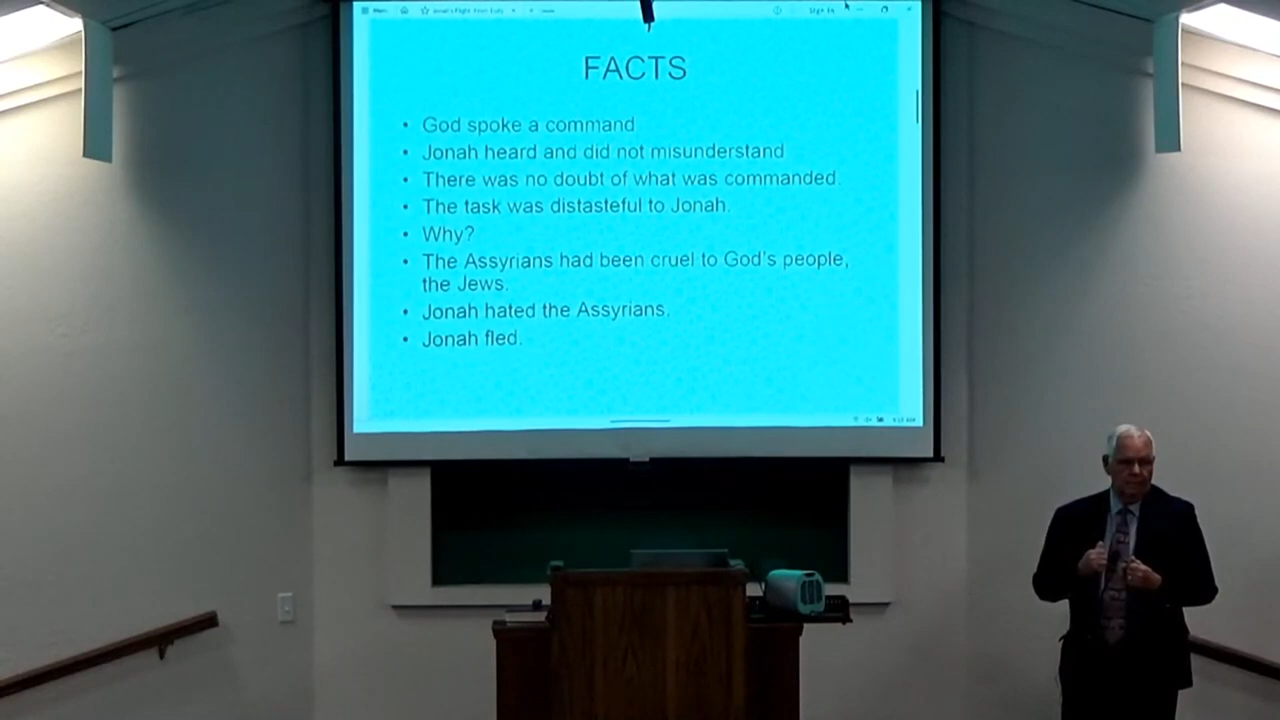 Sign In
FACTS
• God spoke a command
• Jonah heard and did not misunderstand
• There was no doubt of what was commanded.
• The task was distasteful to Jonah.
• Why?
• The Assyrians had been cruel to God's people,
the Jews.
• Jonah hated the Assyrians.
• Jonah fled.